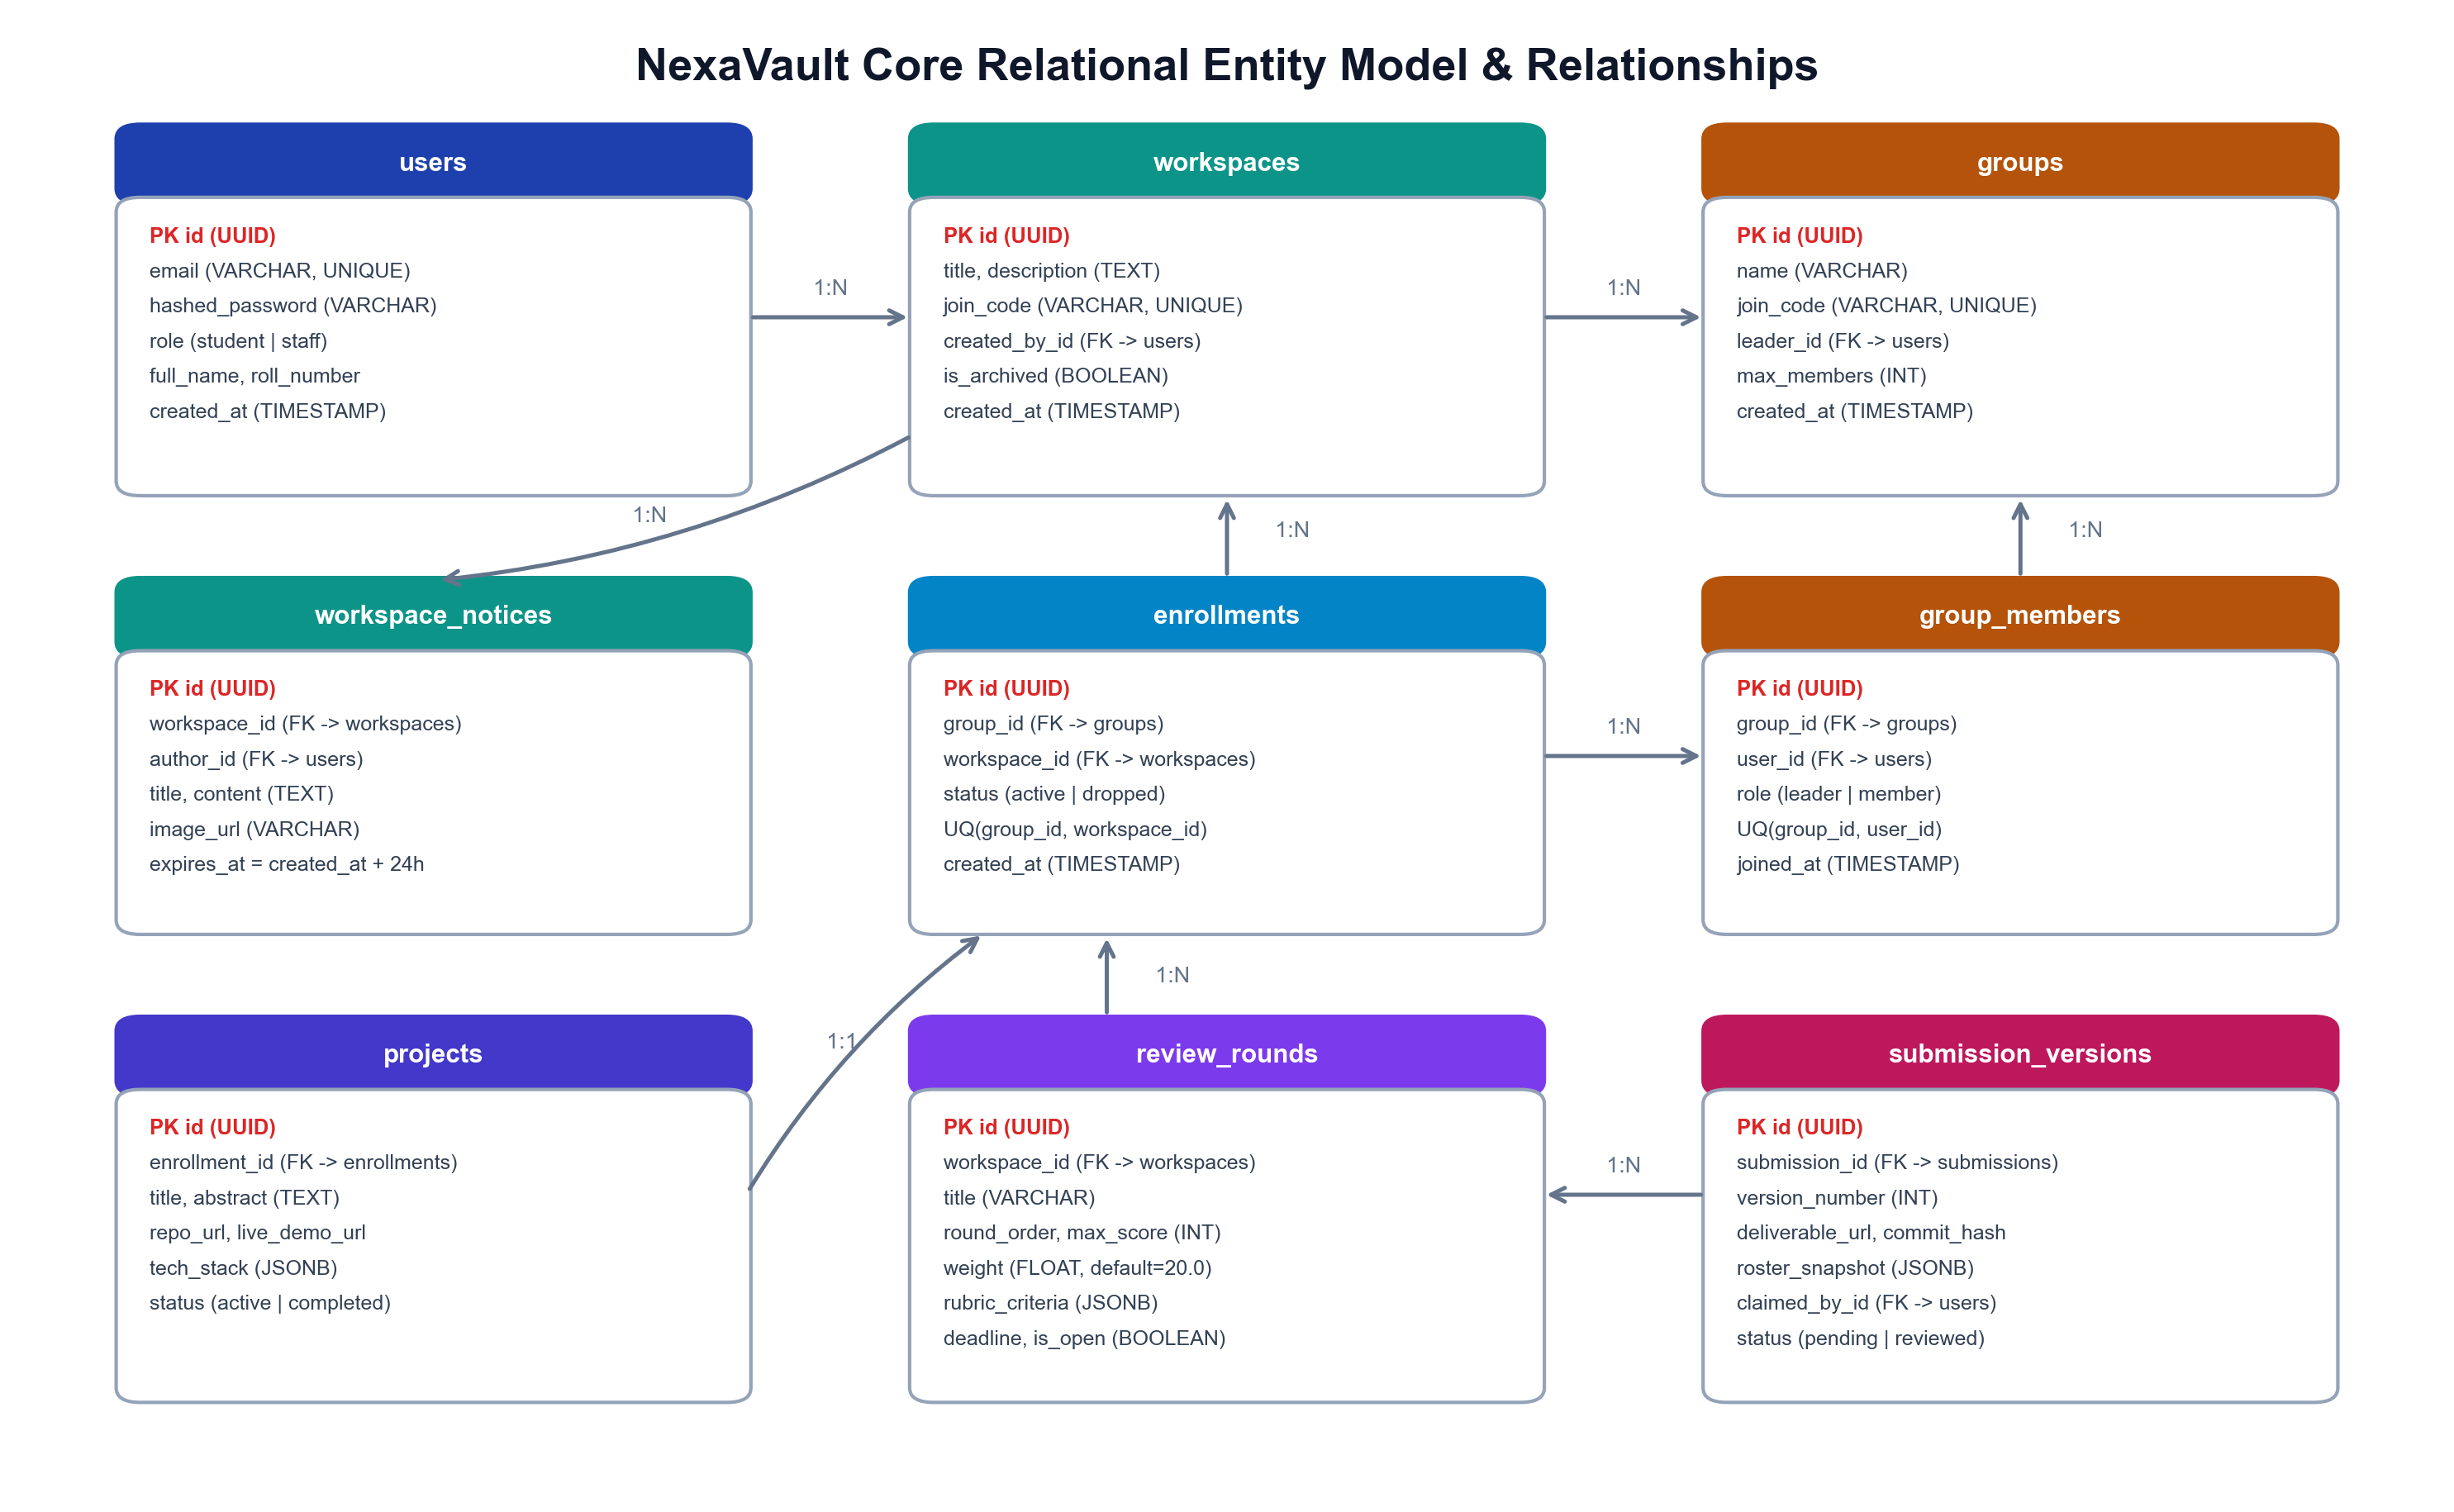 NexaVault Core Relational Entity Model & Relationships
users
PK id (UUID)
email (VARCHAR, UNIQUE)
hashed_password (VARCHAR)
role (student | staff)
full_name, roll_number
created_at (TIMESTAMP)
1:N
workspaces
PK id (UUID)
title, description (TEXT)
join_code (VARCHAR, UNIQUE)
created_by_id (FK -> users)
is_archived (BOOLEAN)
created_at (TIMESTAMP)
1:N
groups
PK id (UUID)
name (VARCHAR)
join_code (VARCHAR, UNIQUE)
leader_id (FK -> users)
max_members (INT)
created_at (TIMESTAMP)
1:N
1:N
1:N
workspace_notices
PK id (UUID)
workspace_id (FK -> workspaces)
author_id (FK -> users)
title, content (TEXT)
image_url (VARCHAR)
expires_at = created_at + 24h
enrollments
PK id (UUID)
group_id (FK -> groups)
workspace_id (FK -> workspaces)
status (active | dropped)
UQ(group_id, workspace_id)
created_at (TIMESTAMP)
1:N
group_members
PK id (UUID)
group_id (FK -> groups)
user_id (FK -> users)
role (leader | member)
UQ(group_id, user_id)
joined_at (TIMESTAMP)
1:N
1:1
projects
PK id (UUID)
enrollment_id (FK -> enrollments)
title, abstract (TEXT)
repo_url, live_demo_url
tech_stack (JSONB)
status (active | completed)
review_rounds
PK id (UUID)
workspace_id (FK -> workspaces)
title (VARCHAR)
round_order, max_score (INT)
weight (FLOAT, default=20.0)
rubric_criteria (JSONB)
deadline, is_open (BOOLEAN)
1:N
submission_versions
PK id (UUID)
submission_id (FK -> submissions)
version_number (INT)
deliverable_url, commit_hash
roster_snapshot (JSONB)
claimed_by_id (FK -> users)
status (pending | reviewed)